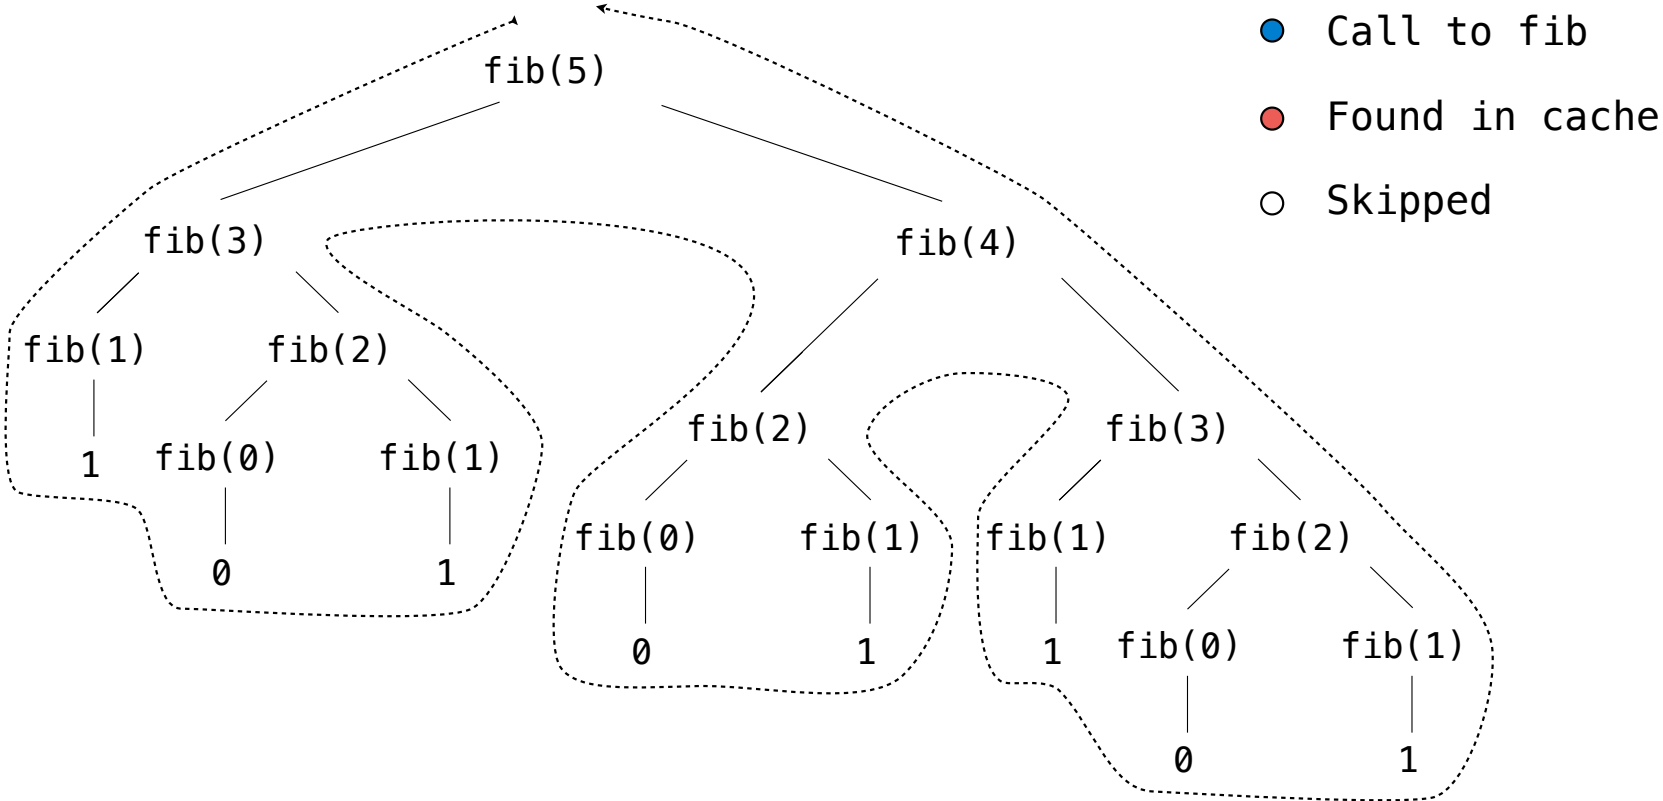 Call to fib
fib(5)
Found in cache
Skipped
fib(3)
fib(4)
fib(1)
fib(2)
fib(2)
fib(3)
1
fib(0)
fib(1)
fib(0)
fib(1)
fib(1)
fib(2)
0
1
0
1
1
fib(0)
fib(1)
0
1